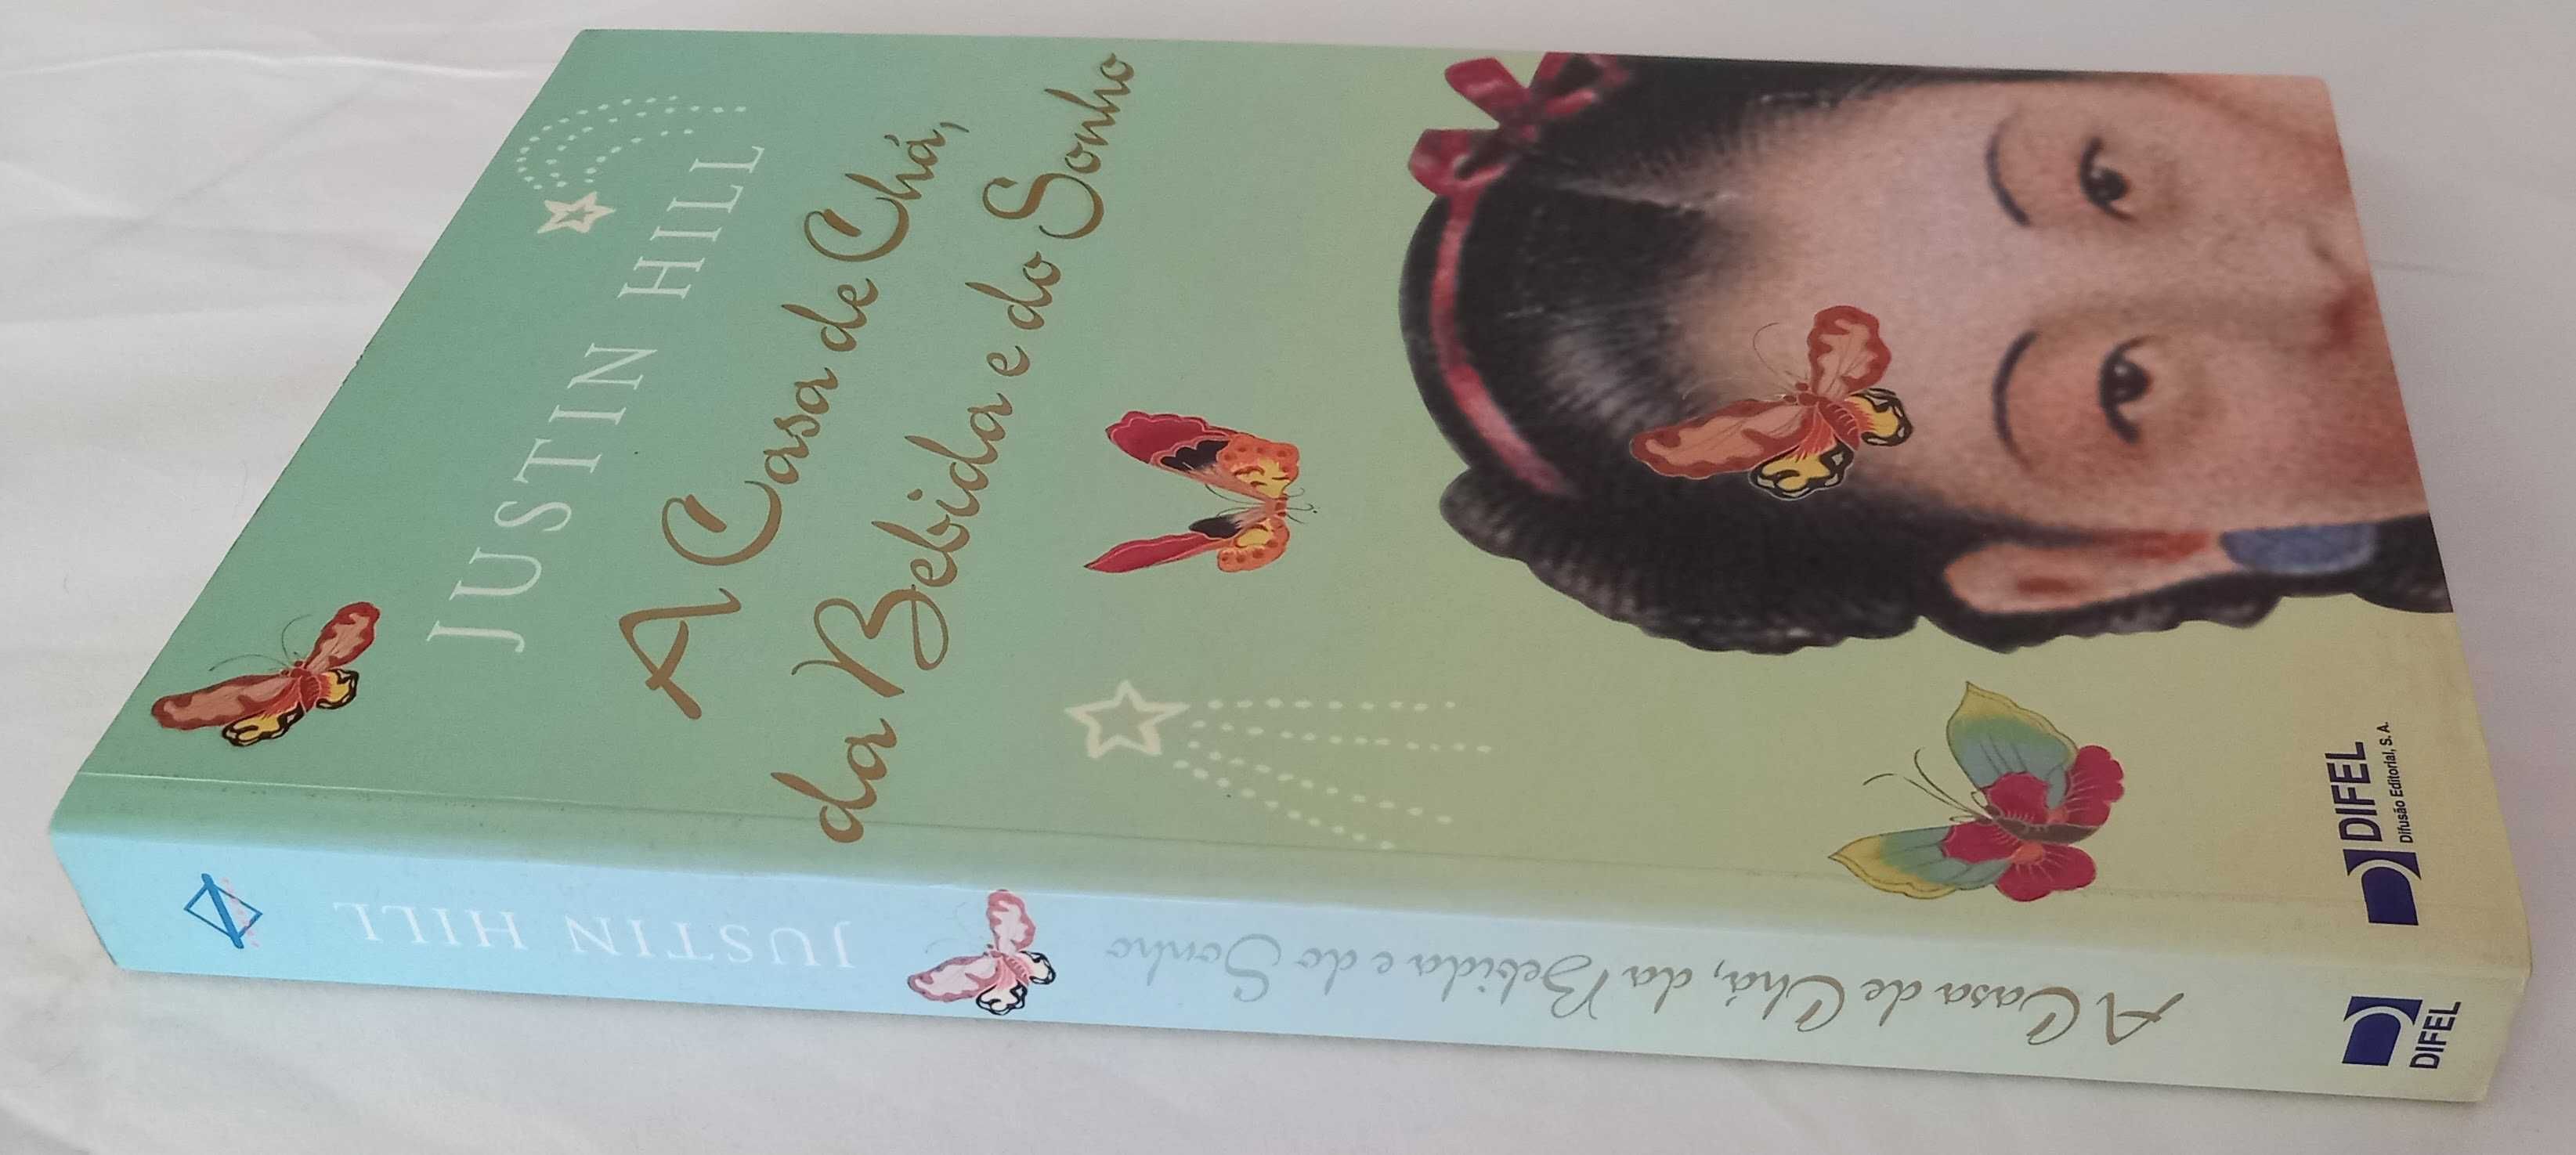 JUSTIN HILL
A Casa de Chá,
da Bebida e do Sonho
DIFEL
Difusão Editorial, S. A.
JUSTIN HILL
A Casa de Chá, da Bebida e do Sonho
DIFEL